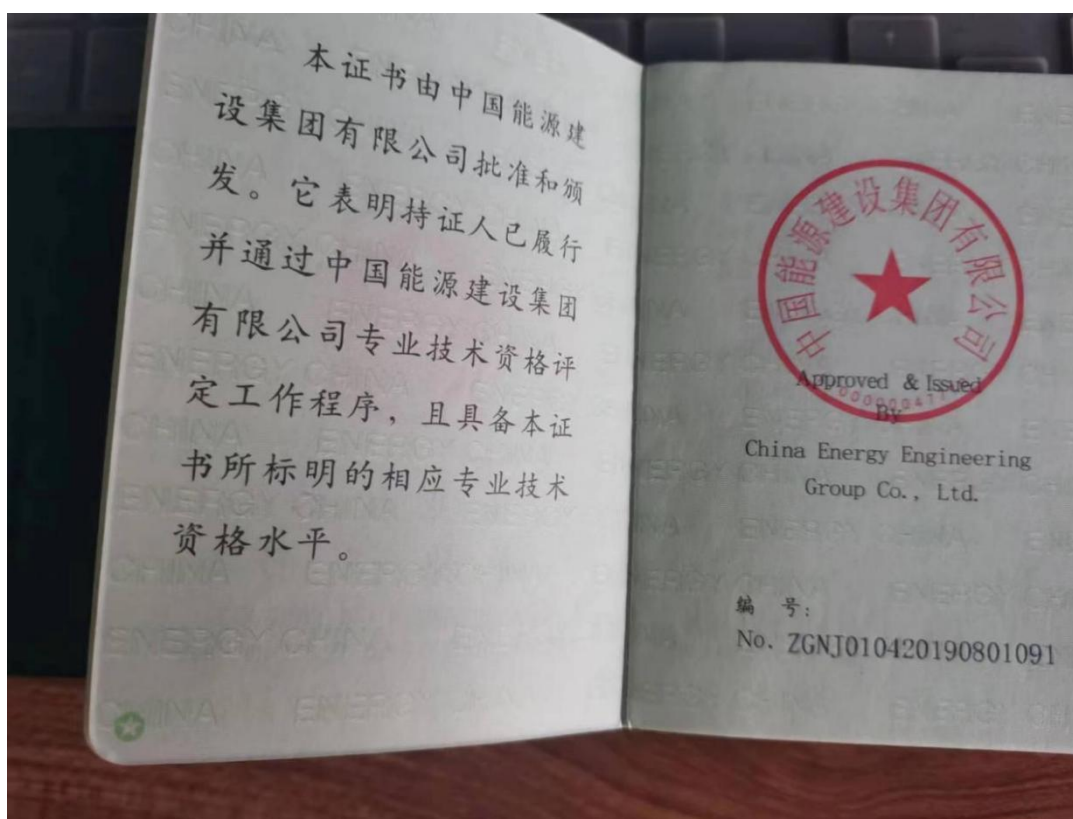 本证书由中国能源建
设集团有限公司批准和颁
发。它表明持证人已履行
并通过中国能源建设集团
有限公司专业技术资格评
定工作程序，且具备本证
书所标明的相应专业技术
资格水平。
中国能源建设集团有限公司
Approved & Issued
By
China Energy Engineering
Group Co., Ltd.
编 号:
No. ZGNJ010420190801091